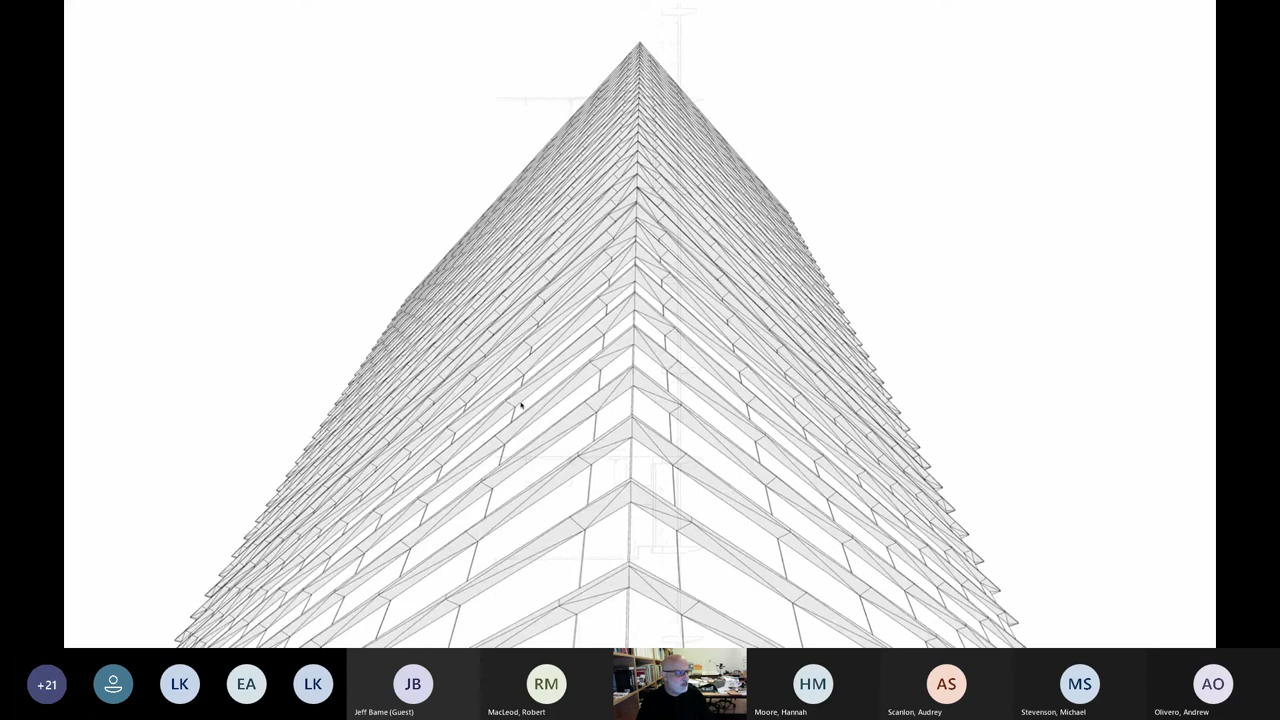 +21
LK
EA
LK
JB
RM
HM
AS
MS
AO
Jeff Bame (Guest)
MacLeod, Robert
Moore, Hannah
Scanlon, Audrey
Stevenson, Michael
Olivero, Andrew